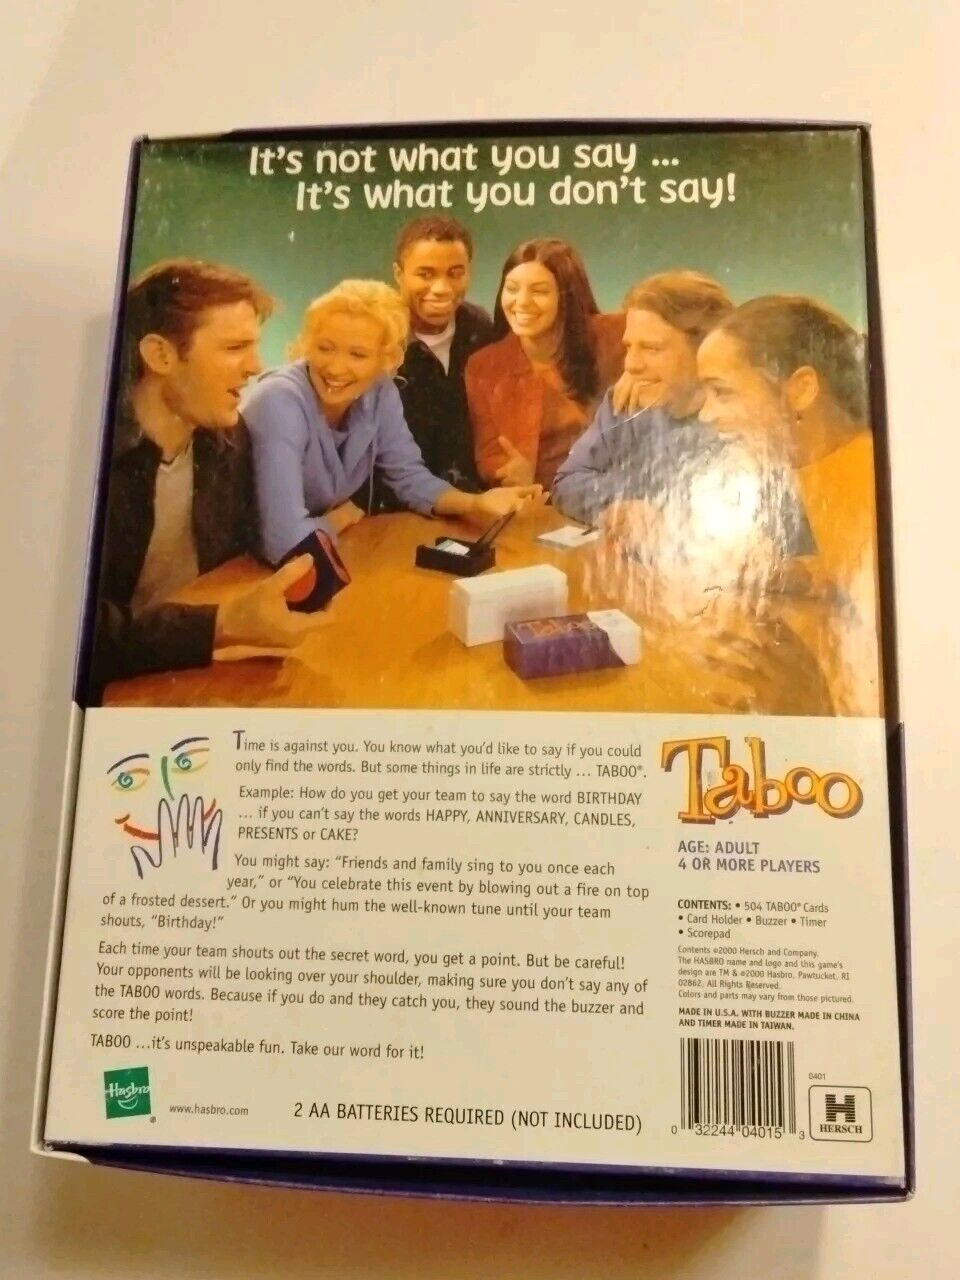 It's not what you say ...
It's what you don't say!
Time is against you. You know what you'd like to say if you could
only find the words. But some things in life are strictly ... TABOO®.
Example: How do you get your team to say the word BIRTHDAY
... if you can't say the words HAPPY, ANNIVERSARY, CANDLES,
PRESENTS or CAKE?
You might say: "Friends and family sing to you once each
year," or "You celebrate this event by blowing out a fire on top
of a frosted dessert." Or you might hum the well-known tune until your team
shouts, "Birthday!"
Each time your team shouts out the secret word, you get a point. But be careful!
Your opponents will be looking over your shoulder, making sure you don't say any of
the TABOO words. Because if you do and they catch you, they sound the buzzer and
score the point!
TABOO ...it's unspeakable fun. Take our word for it!
Hasbro
®
www.hasbro.com
2 AA BATTERIES REQUIRED (NOT INCLUDED)
Taboo
AGE: ADULT
4 OR MORE PLAYERS
CONTENTS: • 504 TABOO® Cards
• Card Holder • Buzzer • Timer
• Scorepad
Contents ©2000 Hersch and Company.
The HASBRO name and logo and this game's
design are TM & ©2000 Hasbro, Pawtucket, RI
02862. All Rights Reserved.
Colors and parts may vary from those pictured.
MADE IN U.S.A. WITH BUZZER MADE IN CHINA
AND TIMER MADE IN TAIWAN.
0401
0 32244 04015 3
H
HERSCH